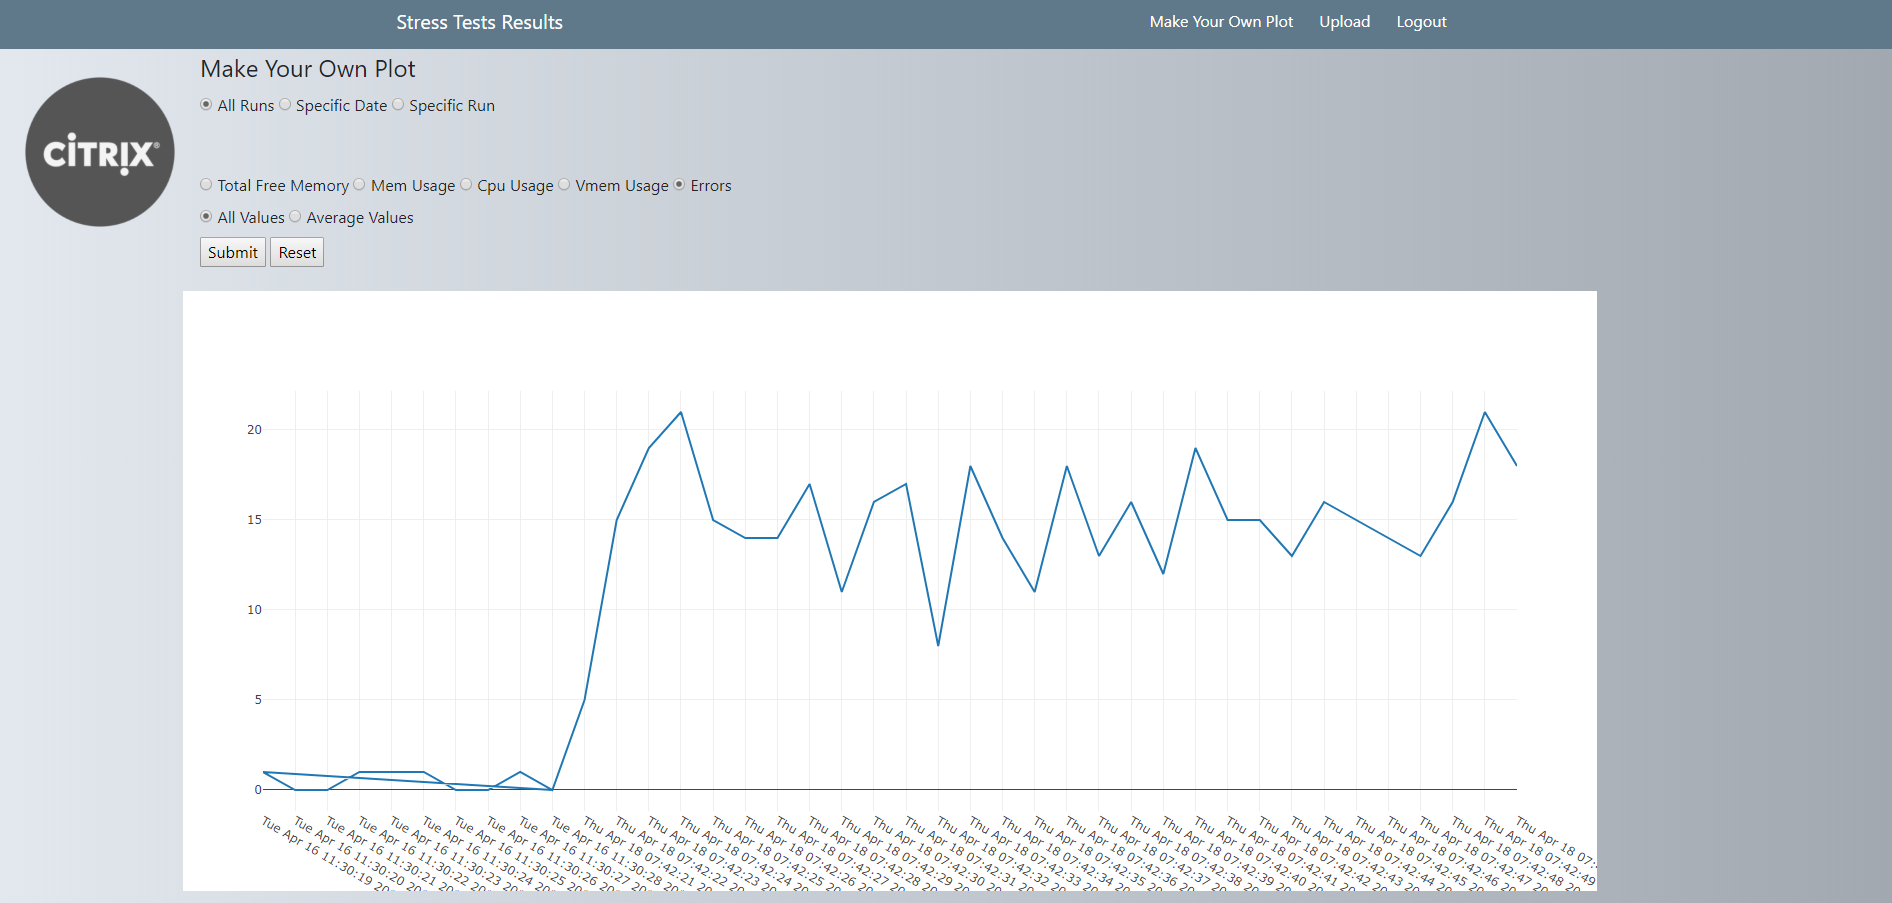 Stress Tests Results
Make Your Own Plot Upload Logout
CİTRIX®
Make Your Own Plot
All Runs Specific Date Specific Run
Total Free Memory Mem Usage Cpu Usage Vmem Usage Errors
All Values Average Values
Submit Reset
20
15
10
5
0
Tue Apr 16 11:30:19 20
Tue Apr 16 11:30:20 20
Tue Apr 16 11:30:21 20
Tue Apr 16 11:30:22 20
Tue Apr 16 11:30:23 20
Tue Apr 16 11:30:24 20
Tue Apr 16 11:30:25 20
Tue Apr 16 11:30:26 20
Tue Apr 16 11:30:27 20
Tue Apr 16 11:30:28 20
Thu Apr 18 07:42:21 20
Thu Apr 18 07:42:22 20
Thu Apr 18 07:42:23 20
Thu Apr 18 07:42:24 20
Thu Apr 18 07:42:25 20
Thu Apr 18 07:42:26 20
Thu Apr 18 07:42:27 20
Thu Apr 18 07:42:28 20
Thu Apr 18 07:42:29 20
Thu Apr 18 07:42:30 20
Thu Apr 18 07:42:31 20
Thu Apr 18 07:42:32 20
Thu Apr 18 07:42:33 20
Thu Apr 18 07:42:34 20
Thu Apr 18 07:42:35 20
Thu Apr 18 07:42:36 20
Thu Apr 18 07:42:37 20
Thu Apr 18 07:42:38 20
Thu Apr 18 07:42:39 20
Thu Apr 18 07:42:40 20
Thu Apr 18 07:42:41 20
Thu Apr 18 07:42:42 20
Thu Apr 18 07:42:43 20
Thu Apr 18 07:42:44 20
Thu Apr 18 07:42:45 20
Thu Apr 18 07:42:46 20
Thu Apr 18 07:42:47 20
Thu Apr 18 07:42:48 20
Thu Apr 18 07:42:49
Thu Apr 18 07: